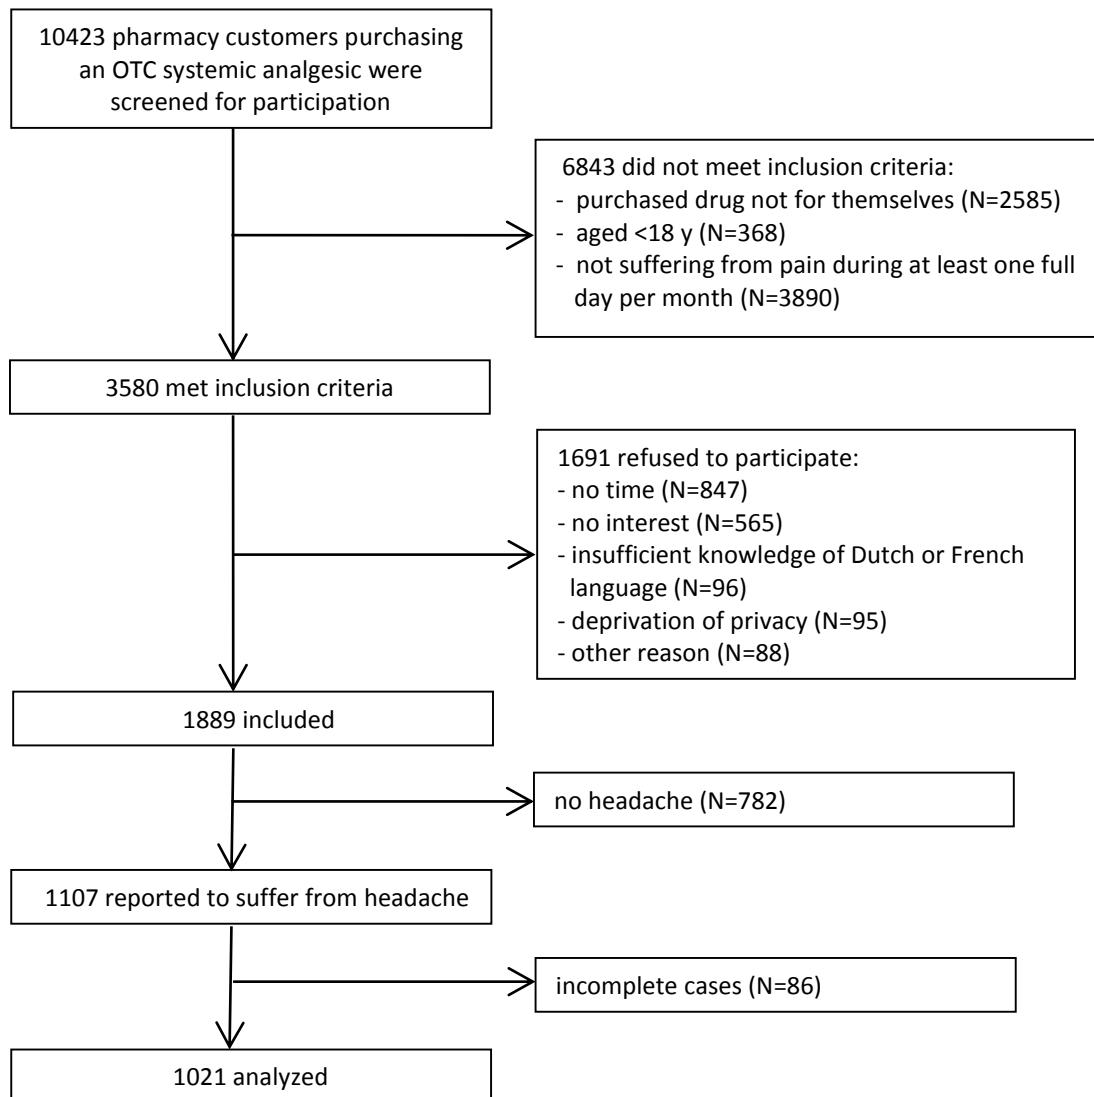 10423 pharmacy customers purchasing
an OTC systemic analgesic were
screened for participation
6843 did not meet inclusion criteria:
- purchased drug not for themselves (N=2585)
- aged <18 y (N=368)
- not suffering from pain during at least one full
day per month (N=3890)
3580 met inclusion criteria
1691 refused to participate:
- no time (N=847)
- no interest (N=565)
- insufficient knowledge of Dutch or French
language (N=96)
- deprivation of privacy (N=95)
- other reason (N=88)
1889 included
no headache (N=782)
1107 reported to suffer from headache
incomplete cases (N=86)
1021 analyzed